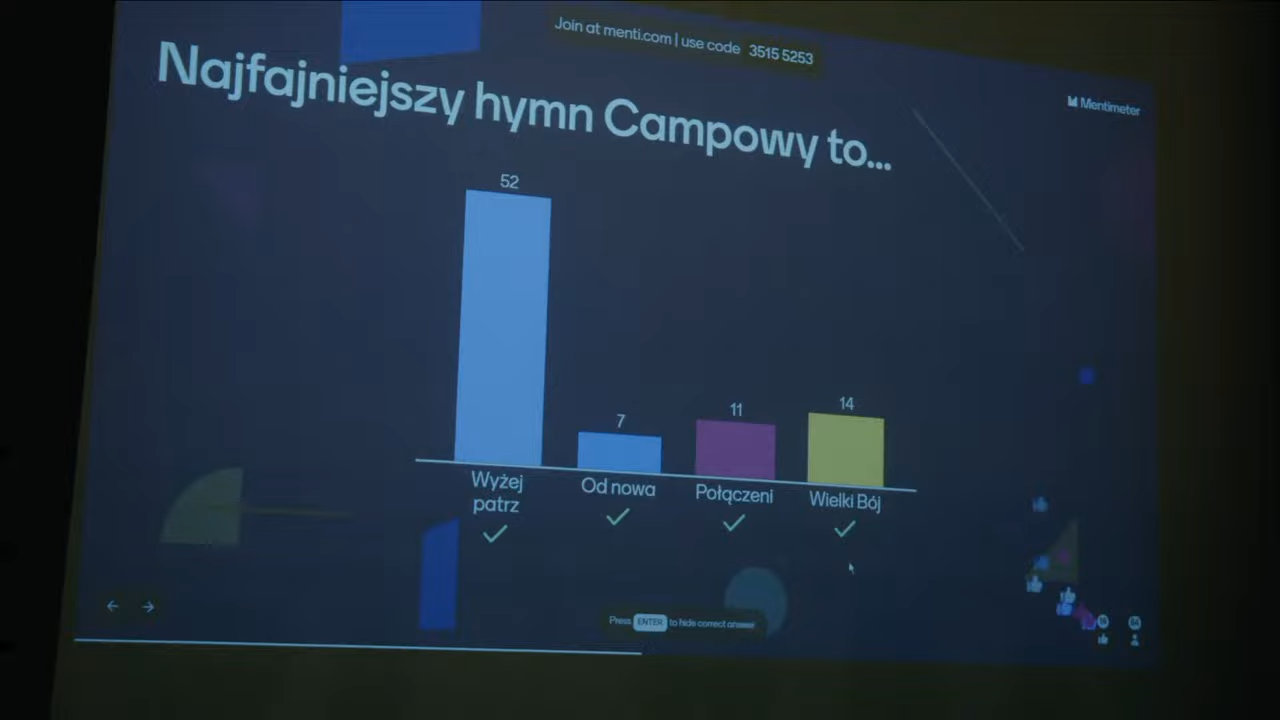 Join at menti.com | use code 3515 5253
Mentimeter
Najfajniejszy hymn Campowy to...
52
7
11
14
Wyżej
patrz
Od nowa
Połączeni
Wielki Bój
Press ENTER to hide correct answer